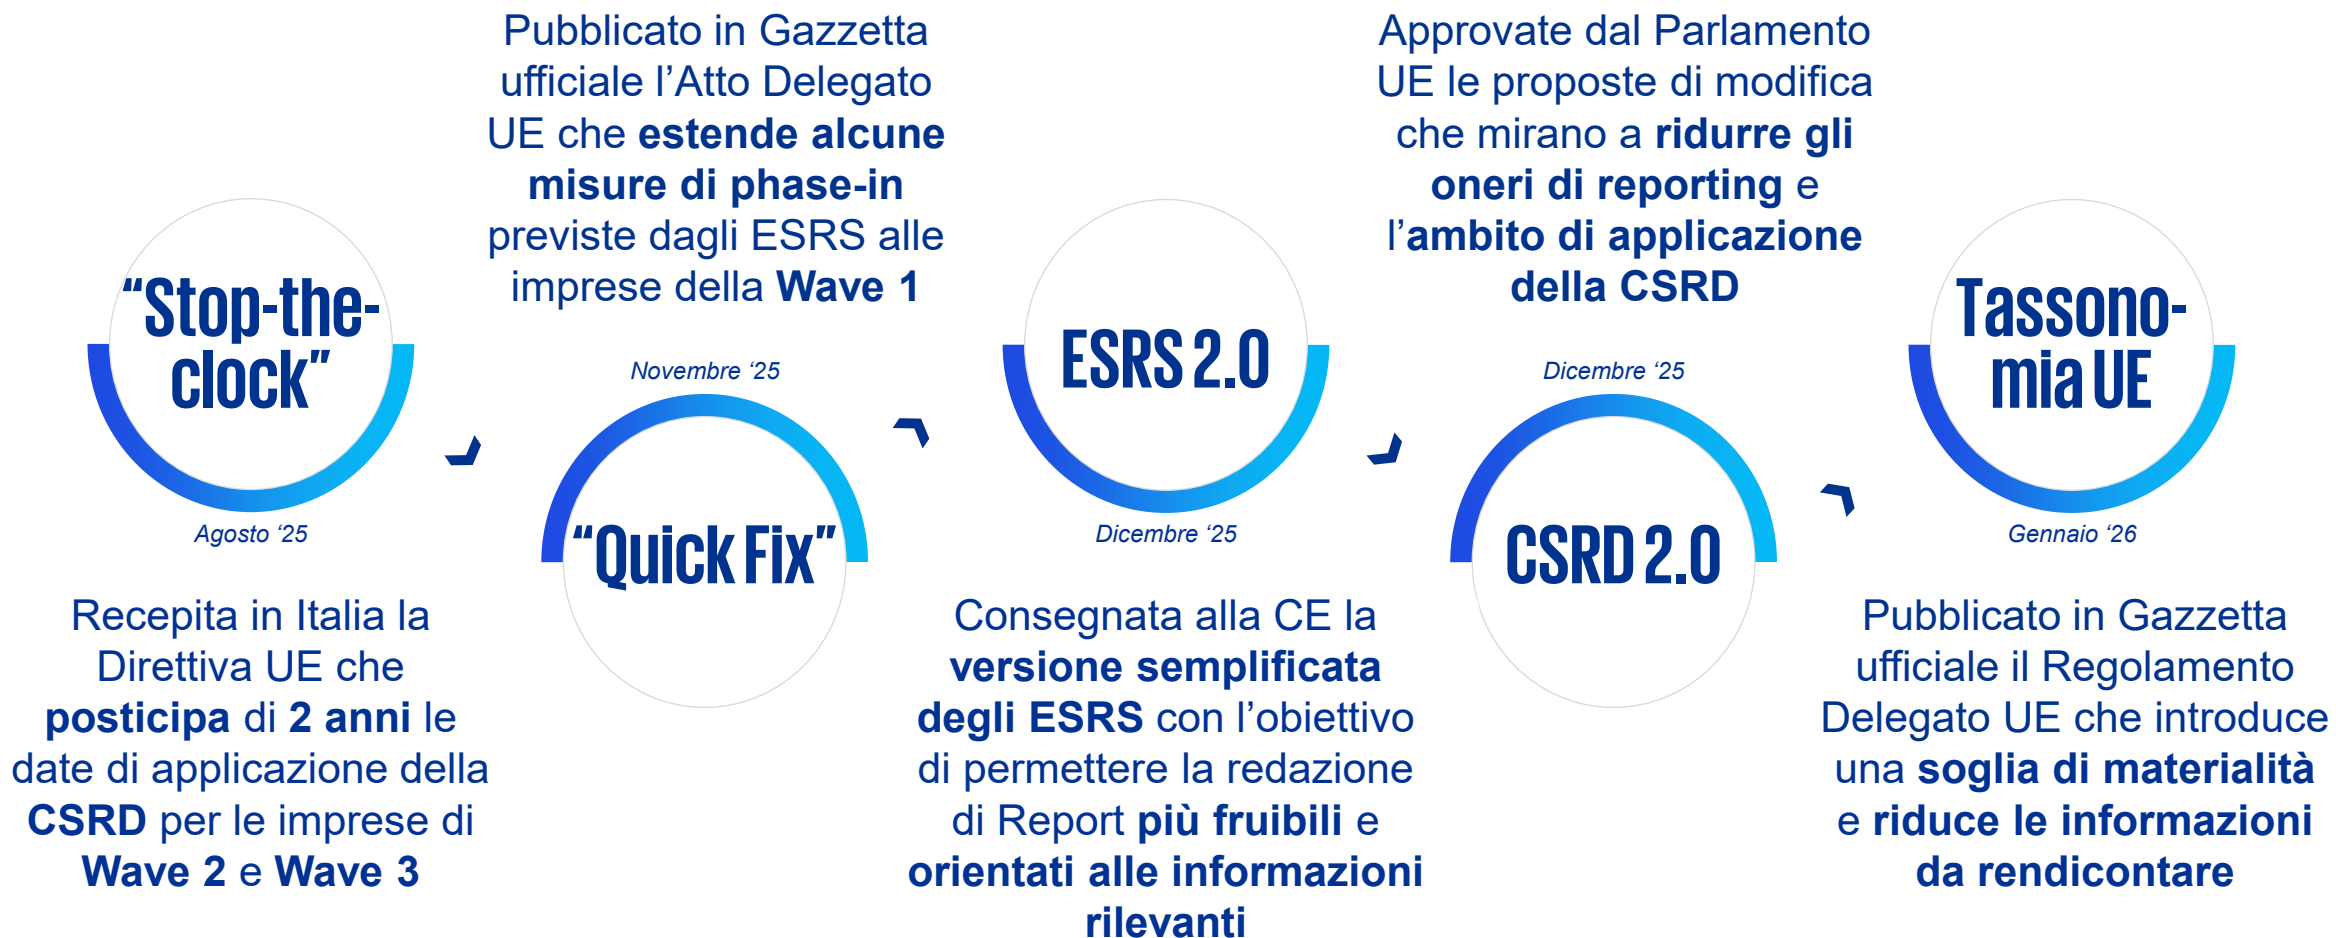 “Stop-the-
clock”
Agosto ‘25
Recepita in Italia la
Direttiva UE che
posticipa di 2 anni le
date di applicazione della
CSRD per le imprese di
Wave 2 e Wave 3
Pubblicato in Gazzetta
ufficiale l’Atto Delegato
UE che estende alcune
misure di phase-in
previste dagli ESRS alle
imprese della Wave 1
Novembre ‘25
“Quick Fix”
ESRS 2.0
Dicembre ‘25
Consegnata alla CE la
versione semplificata
degli ESRS con l’obiettivo
di permettere la redazione
di Report più fruibili e
orientati alle informazioni
rilevanti
Approvate dal Parlamento
UE le proposte di modifica
che mirano a ridurre gli
oneri di reporting e
l’ambito di applicazione
della CSRD
Dicembre ‘25
CSRD 2.0
Tassono-
mia UE
Gennaio ‘26
Pubblicato in Gazzetta
ufficiale il Regolamento
Delegato UE che introduce
una soglia di materialità
e riduce le informazioni
da rendicontare